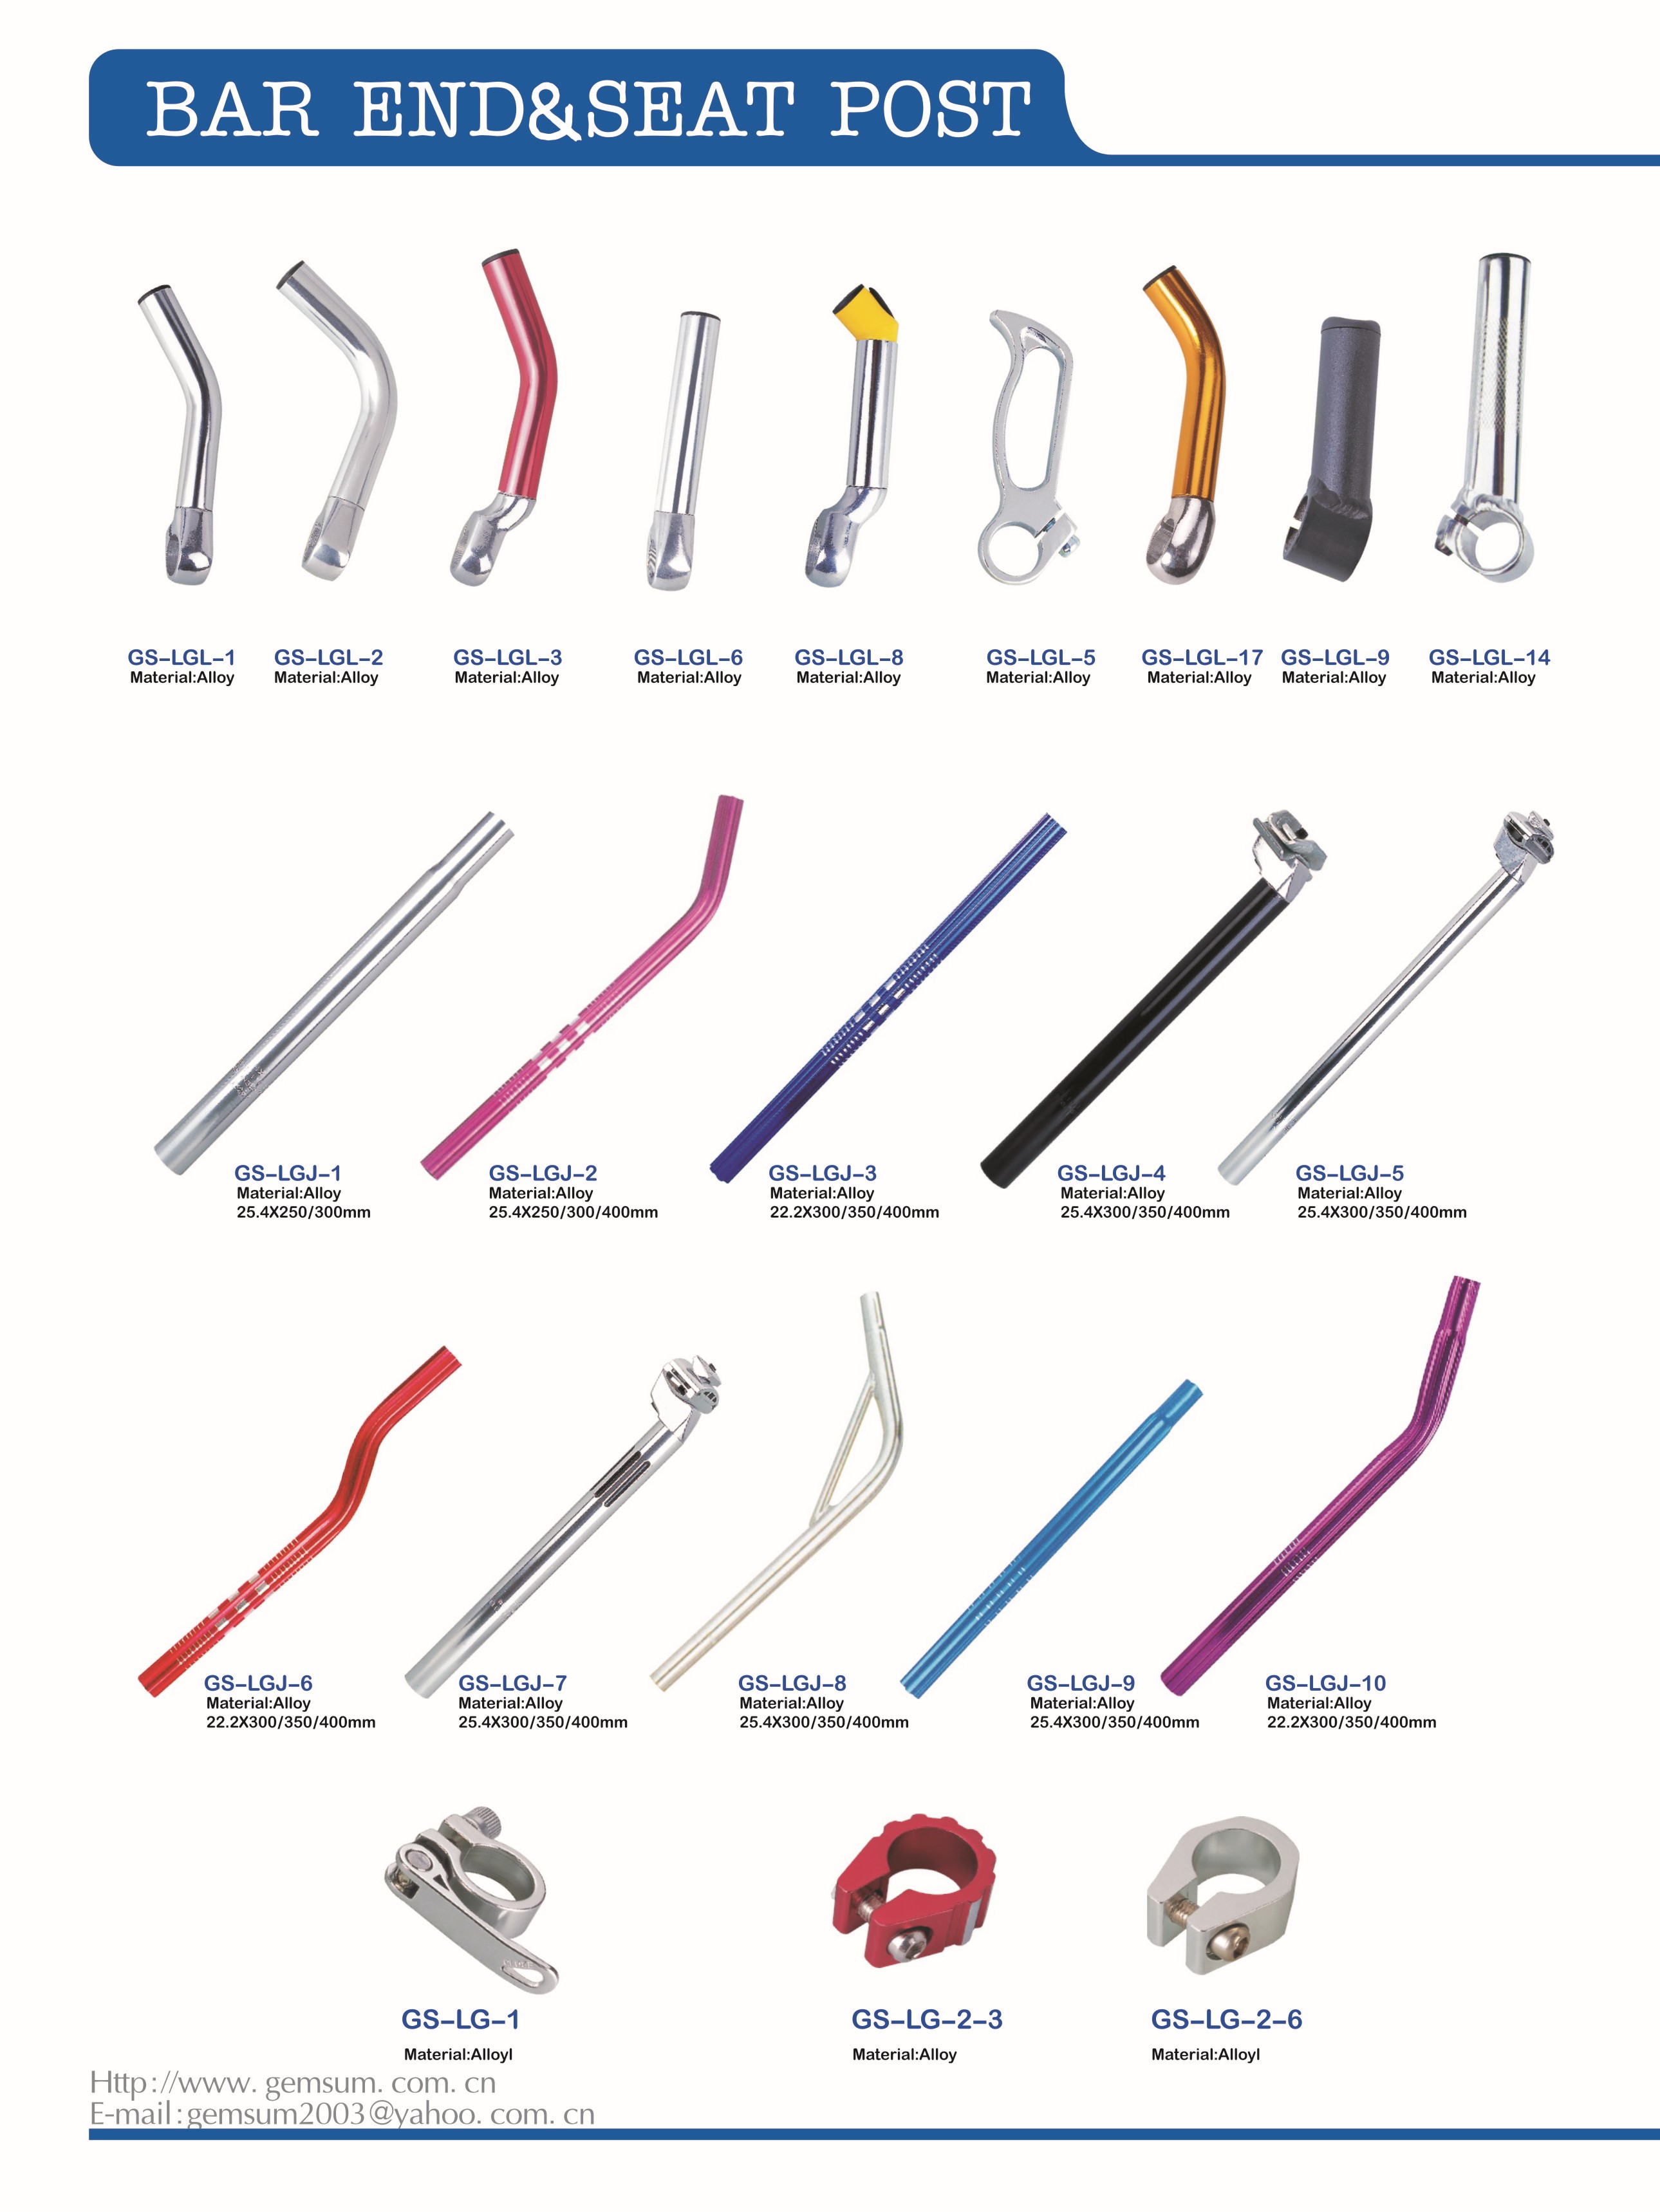 BAR END&SEAT POST
GS-LGL-1 GS-LGL-2 GS-LGL-3 GS-LGL-6 GS-LGL-8 GS-LGL-5 GS-LGL-17 GS-LGL-9 GS-LGL-14
Material:Alloy Material:Alloy Material:Alloy Material:Alloy Material:Alloy Material:Alloy Material:Alloy Material:Alloy Material:Alloy
GS-LGJ-1 GS-LGJ-2 GS-LGJ-3 GS-LGJ-4 GS-LGJ-5
Material:Alloy Material:Alloy Material:Alloy Material:Alloy Material:Alloy
25.4X250/300mm 25.4X250/300/400mm 22.2X300/350/400mm 25.4X300/350/400mm 25.4X300/350/400mm
GS-LGJ-6 GS-LGJ-7 GS-LGJ-8 GS-LGJ-9 GS-LGJ-10
Material:Alloy Material:Alloy Material:Alloy Material:Alloy Material:Alloy
22.2X300/350/400mm 25.4X300/350/400mm 25.4X300/350/400mm 25.4X300/350/400mm 22.2X300/350/400mm
GS-LG-1 GS-LG-2-3 GS-LG-2-6
Material:Alloyl Material:Alloy Material:Alloyl
Http://www. gemsum. com. cn
E-mail:gemsum2003@yahoo. com. cn